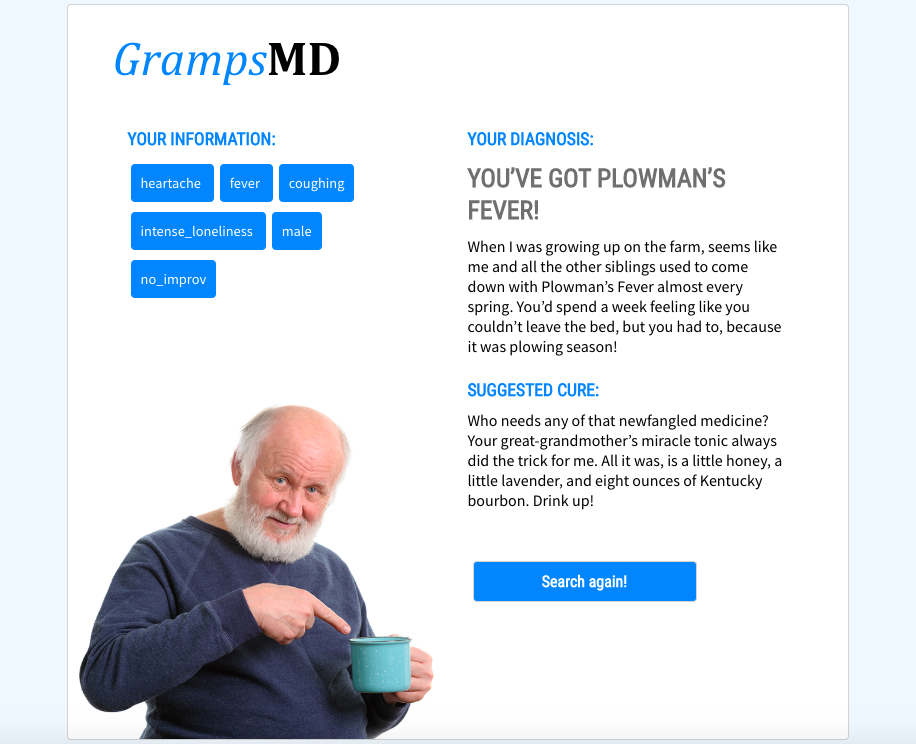 GrampsMD
YOUR INFORMATION:
heartache fever coughing
intense_loneliness male
no_improv
YOUR DIAGNOSIS:
YOU’VE GOT PLOWMAN’S
FEVER!
When I was growing up on the farm, seems like
me and all the other siblings used to come
down with Plowman’s Fever almost every
spring. You’d spend a week feeling like you
couldn’t leave the bed, but you had to, because
it was plowing season!
SUGGESTED CURE:
Who needs any of that newfangled medicine?
Your great-grandmother’s miracle tonic always
did the trick for me. All it was, is a little honey, a
little lavender, and eight ounces of Kentucky
bourbon. Drink up!
Search again!